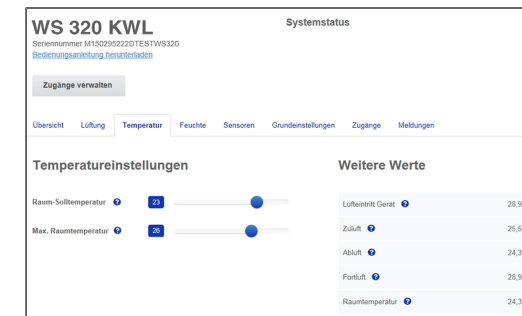 WS 320 KWL
Systemstatus
Seriennummer M150295222DTESTWS320
Bedienungsanleitung herunterladen
Zugänge verwalten
Übersicht Lüftung Temperatur Feuchte Sensoren Grundeinstellungen Zugänge Meldungen
Temperatureinstellungen
Raum-Solltemperatur ? 23
Max. Raumtemperatur ? 26
Weitere Werte
Lufteintritt Gerät ? 28,9
Zuluft ? 25,5
Abluft ? 24,3
Fortluft ? 28,9
Raumtemperatur ? 24,3